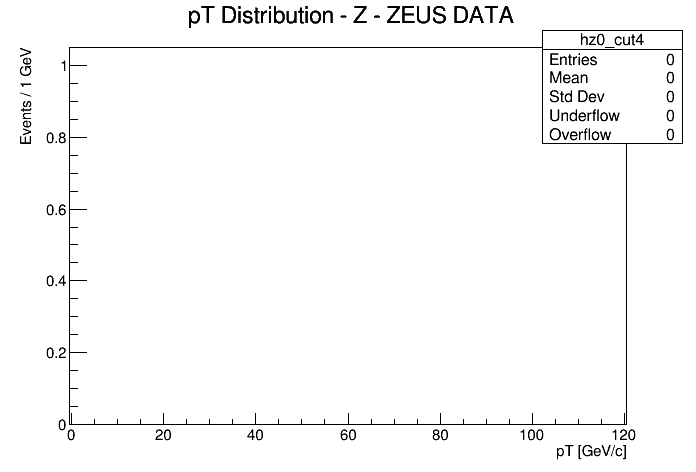 pT Distribution - Z - ZEUS DATA
hz0_cut4
Entries 0
Mean 0
Std Dev 0
Underflow 0
Overflow 0
Events / 1 GeV
1
0.8
0.6
0.4
0.2
0
0 20 40 60 80 100 120
pT [GeV/c]